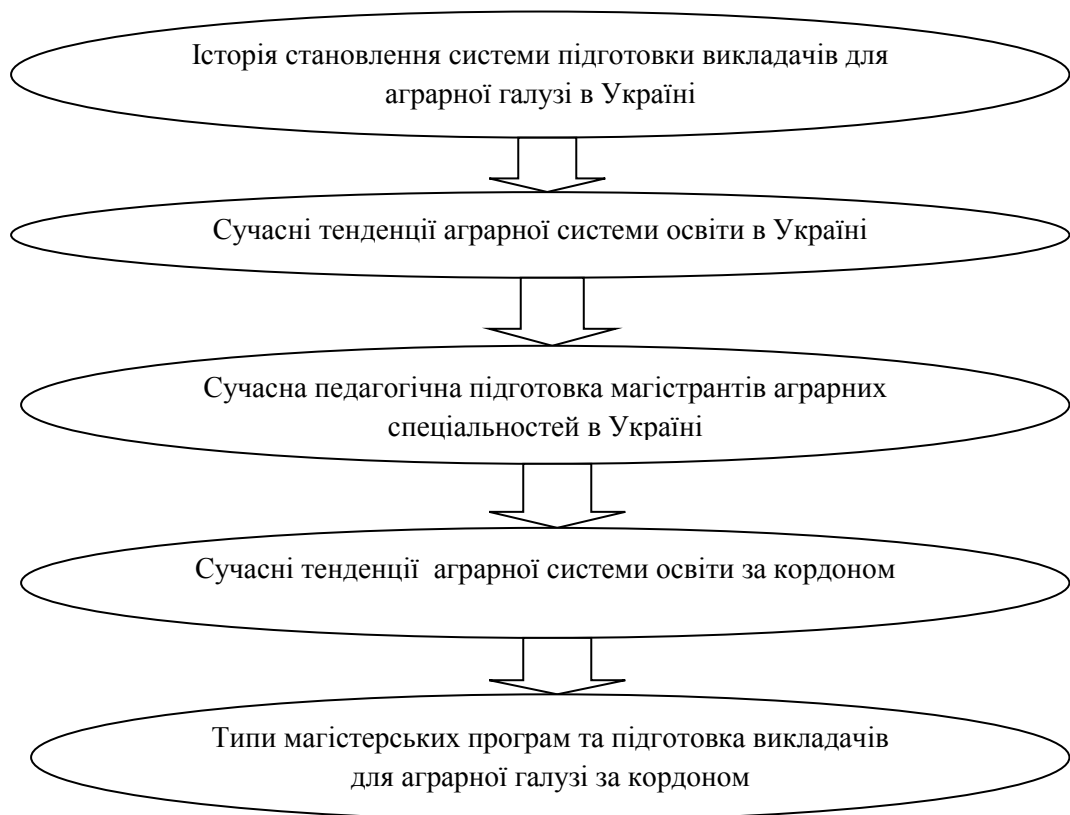 Історія становлення системи підготовки викладачів для
аграрної галузі в Україні
Сучасні тенденції аграрної системи освіти в Україні
Сучасна педагогічна підготовка магістрантів аграрних
спеціальностей в Україні
Сучасні тенденції аграрної системи освіти за кордоном
Типи магістерських програм та підготовка викладачів
для аграрної галузі за кордоном